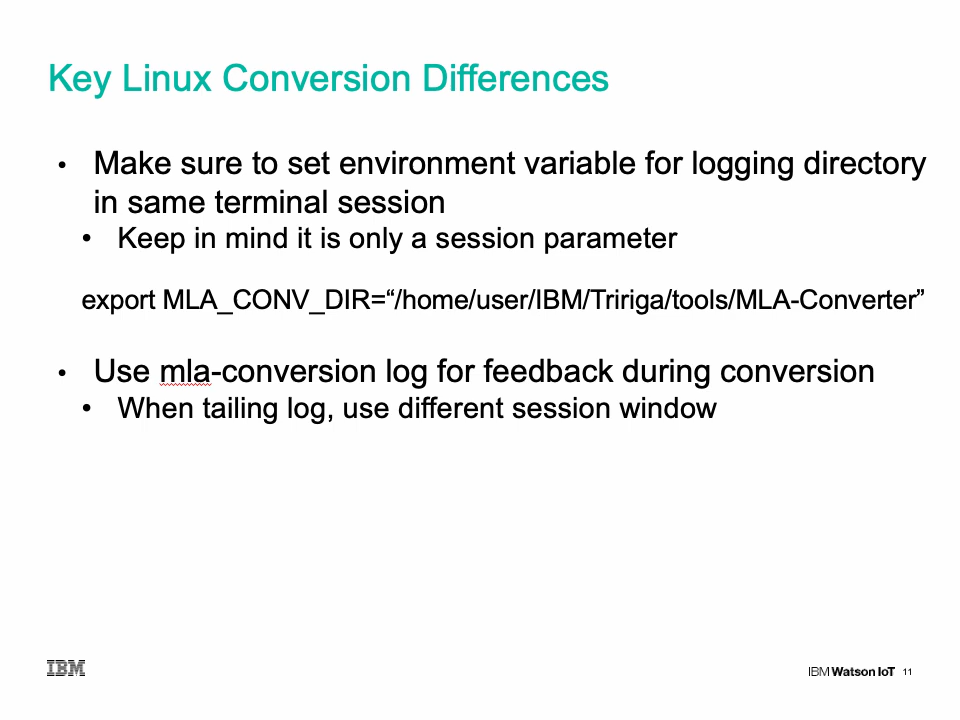 Key Linux Conversion Differences
• Make sure to set environment variable for logging directory
in same terminal session
• Keep in mind it is only a session parameter
export MLA_CONV_DIR=“/home/user/IBM/Tririga/tools/MLA-Converter”
• Use mla-conversion log for feedback during conversion
• When tailing log, use different session window
IBM
IBM Watson IoT 11